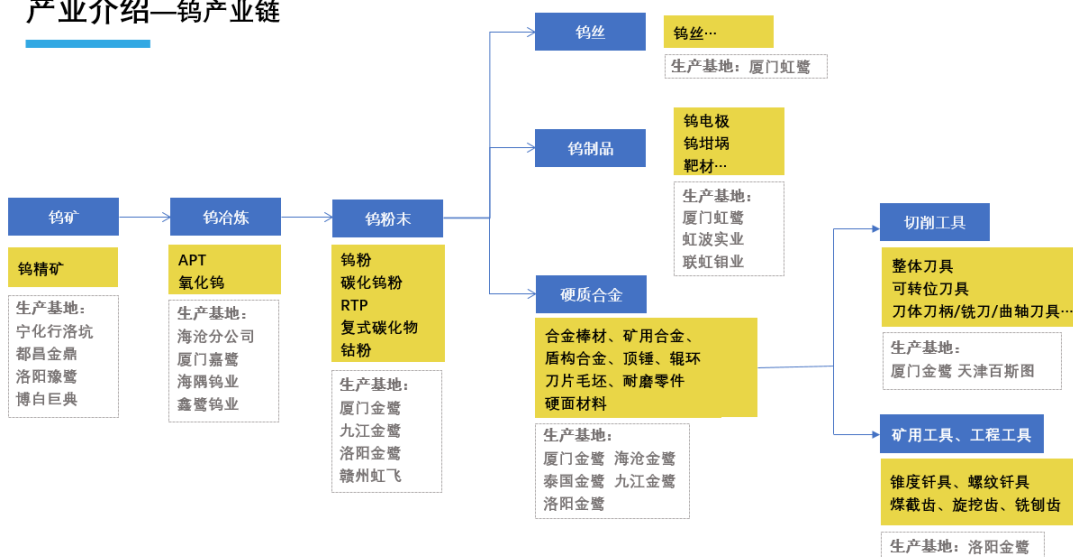 产业介绍—钨产业链
钨矿
钨精矿
生产基地：
宁化行洛坑
都昌金鼎
洛阳豫鹭
博白巨典
钨冶炼
APT
氧化钨
生产基地：
海沧分公司
厦门嘉鹭
海隅钨业
鑫鹭钨业
钨粉末
钨粉
碳化钨粉
RTP
复式碳化物
钴粉
生产基地：
厦门金鹭
九江金鹭
洛阳金鹭
赣州虹飞
钨丝
钨丝···
生产基地：厦门虹鹭
钨制品
钨电极
钨坩埚
靶材···
生产基地：
厦门虹鹭
虹波实业
联虹钼业
硬质合金
合金棒材、矿用合金、
盾构合金、顶锤、辊环
刀片毛坯、耐磨零件
硬面材料
生产基地：
厦门金鹭 海沧金鹭
泰国金鹭 九江金鹭
洛阳金鹭
切削工具
整体刀具
可转位刀具
刀体刀柄/铣刀/曲轴刀具···
生产基地：
厦门金鹭 天津百斯图
矿用工具、工程工具
锥度钎具、螺纹钎具
煤截齿、旋挖齿、铣刨齿
生产基地：洛阳金鹭